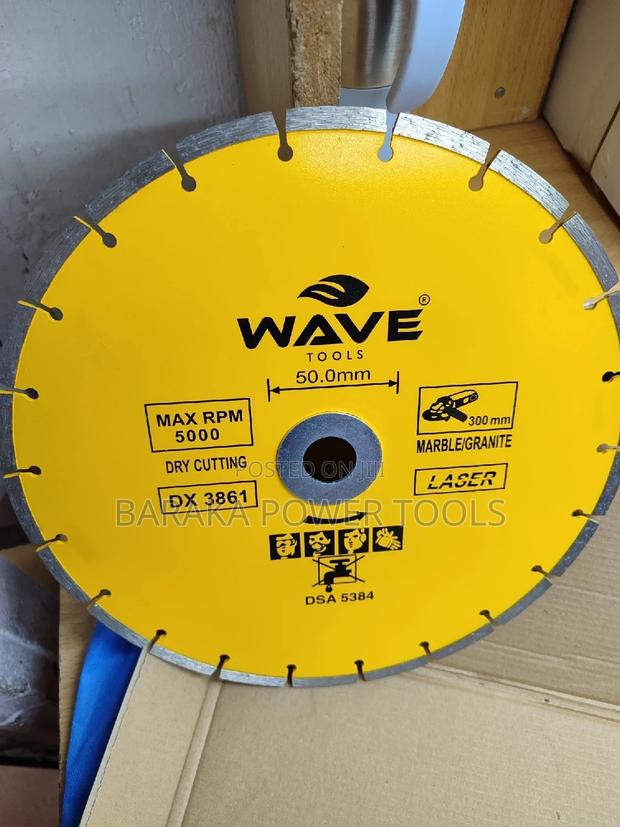 WAVE ®
TOOLS
50.0mm
MAX RPM
5000
DRY CUTTING
DX 3861
300 mm
MARBLE/GRANITE
LASER
POSTED ON JIJI
BARAKA POWER TOOLS
DSA 5384